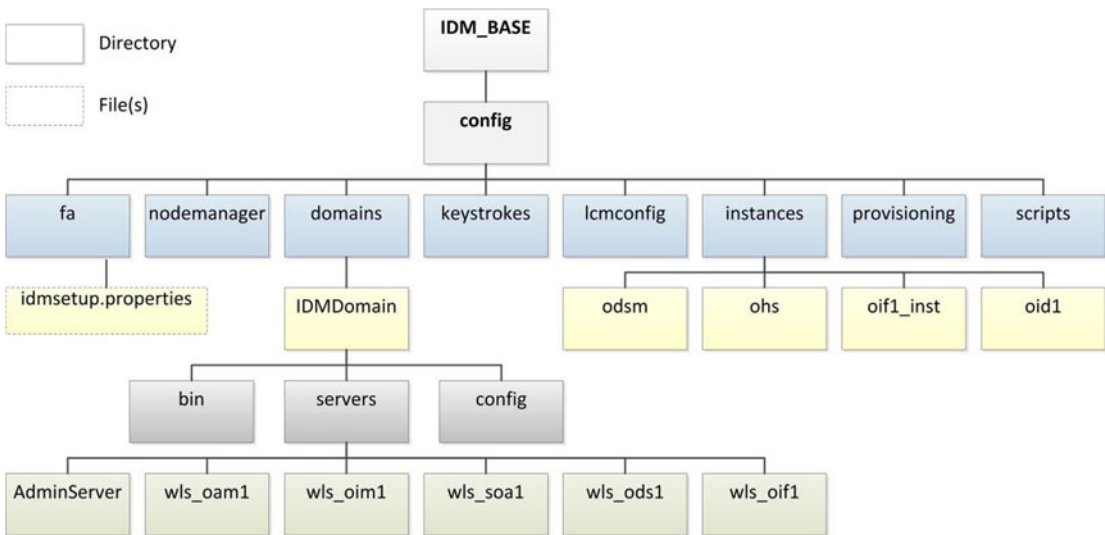 IDM_BASE
Directory
File(s)
config
fa
nodemanager
domains
keystrokes
lcmconfig
instances
provisioning
scripts
idmsetup.properties
IDMDomain
odsm
ohs
oif1_inst
oid1
bin
servers
config
AdminServer
wls_oam1
wls_oim1
wls_soa1
wls_ods1
wls_oif1